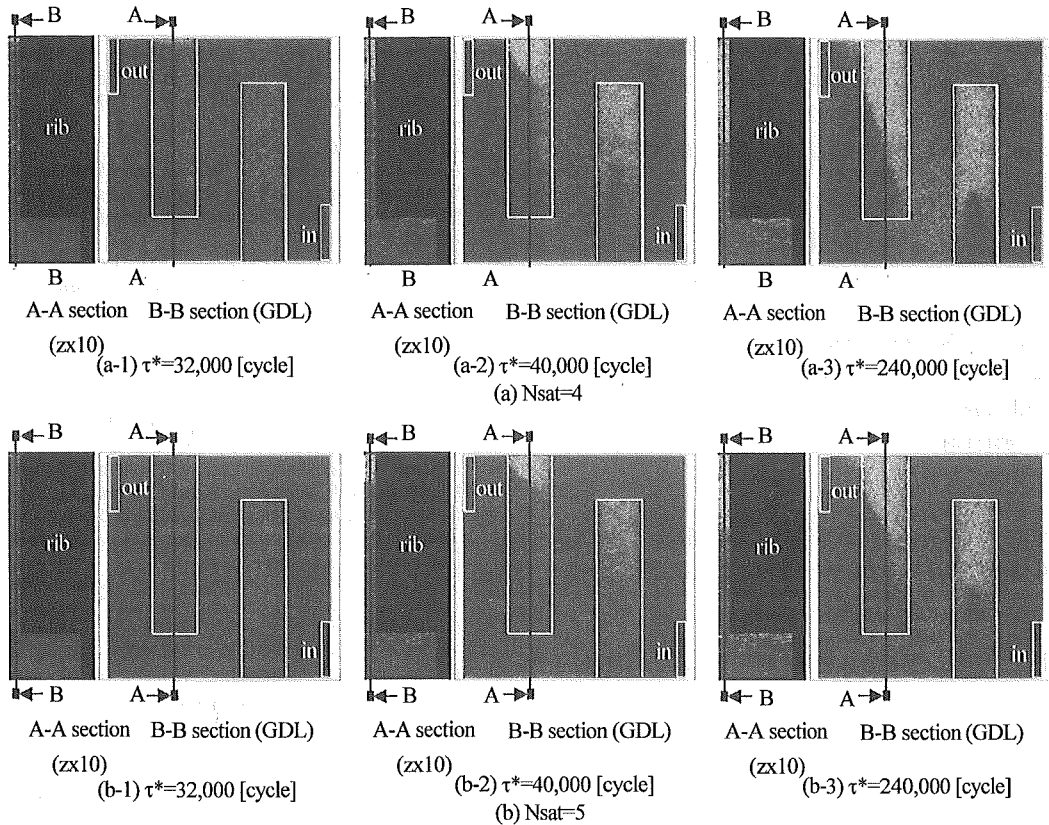 B A B A B A
out out out
rib rib rib
in in in
B A B A B A
A-A section B-B section (GDL) A-A section B-B section (GDL) A-A section B-B section (GDL)
(zx10) (zx10) (zx10)
(a-1) τ*=32,000 [cycle] (a-2) τ*=40,000 [cycle] (a-3) τ*=240,000 [cycle]
(a) Nsat=4
B A B A B A
out out out
rib rib rib
in in in
B A B A B A
A-A section B-B section (GDL) A-A section B-B section (GDL) A-A section B-B section (GDL)
(zx10) (zx10) (zx10)
(b-1) τ*=32,000 [cycle] (b-2) τ*=40,000 [cycle] (b-3) τ*=240,000 [cycle]
(b) Nsat=5